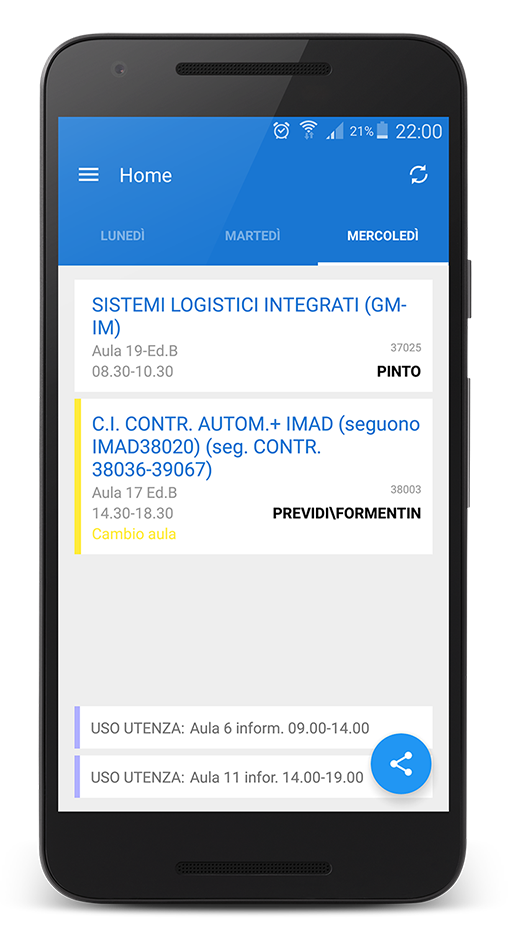 21% 22:00
Home
LUNEDÌ MARTEDÌ MERCOLEDÌ
SISTEMI LOGISTICI INTEGRATI (GM-
IM)
Aula 19-Ed.B 37025
08.30-10.30 PINTO
C.I. CONTR. AUTOM.+ IMAD (seguono
IMAD38020) (seg. CONTR.
38036-39067)
Aula 17 Ed.B 38003
14.30-18.30 PREVIDI\FORMENTIN
Cambio aula
USO UTENZA: Aula 6 inform. 09.00-14.00
USO UTENZA: Aula 11 infor. 14.00-19.00